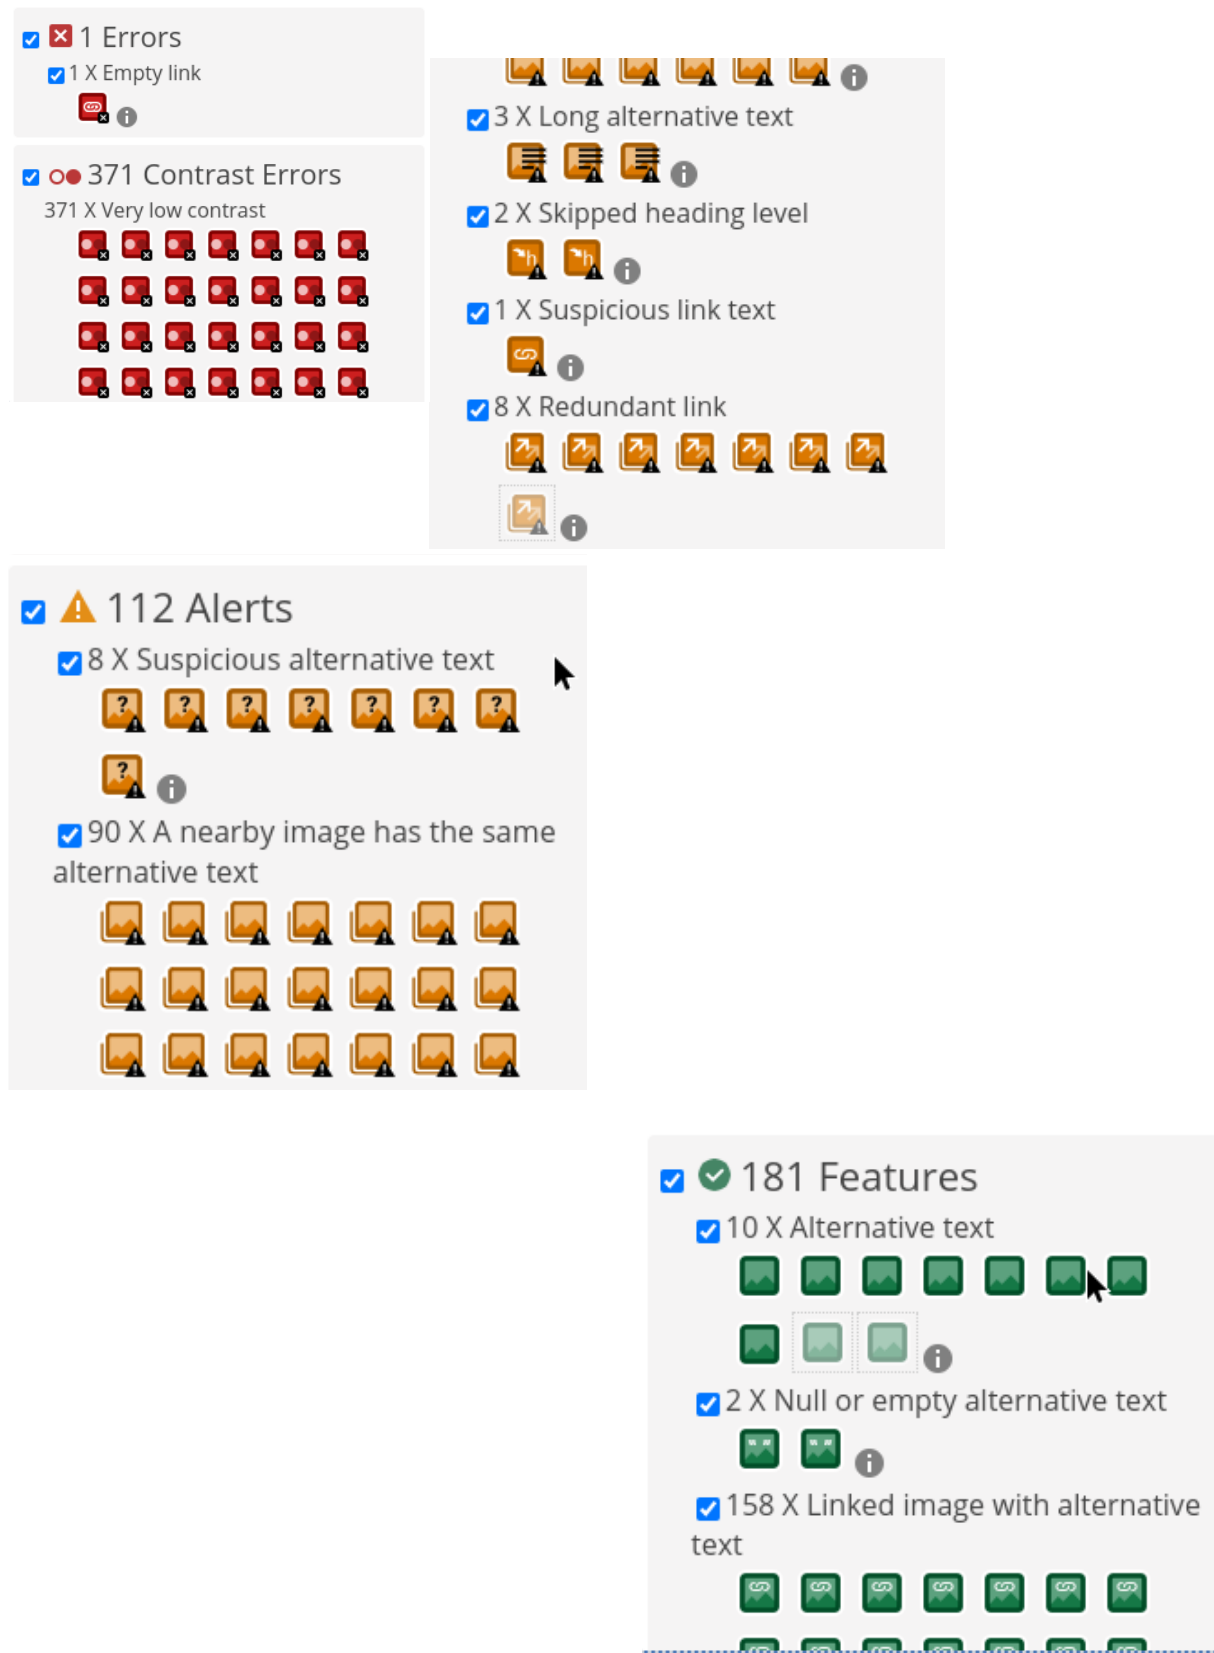 1 Errors
1 X Empty link
371 Contrast Errors
371 X Very low contrast
3 X Long alternative text
2 X Skipped heading level
1 X Suspicious link text
8 X Redundant link
112 Alerts
8 X Suspicious alternative text
90 X A nearby image has the same
alternative text
181 Features
10 X Alternative text
2 X Null or empty alternative text
158 X Linked image with alternative
text